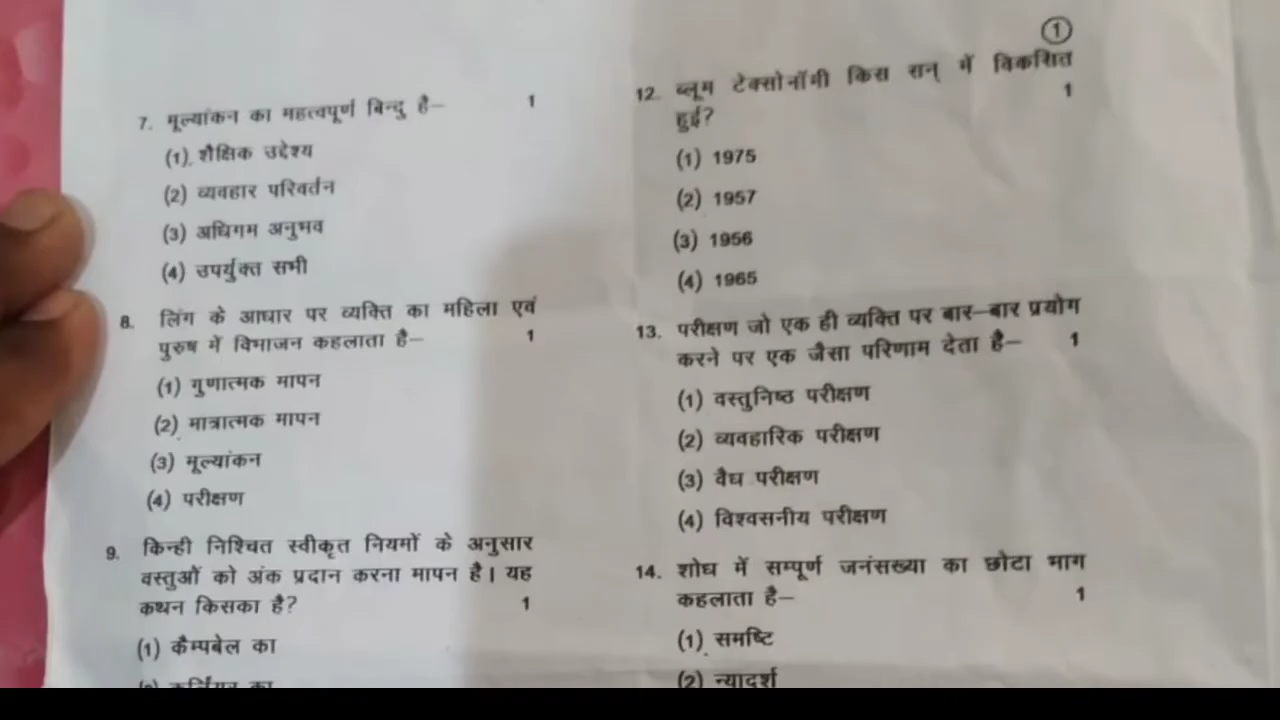 7. मूल्यांकन का महत्वपूर्ण बिन्दु है– 1
(1) शैक्षिक उद्देश्य
(2) व्यवहार परिवर्तन
(3) अधिगम अनुभव
(4) उपर्युक्त सभी
8. लिंग के आधार पर व्यक्ति का महिला एवं
पुरुष में विभाजन कहलाता है– 1
(1) गुणात्मक मापन
(2) मात्रात्मक मापन
(3) मूल्यांकन
(4) परीक्षण
9. किन्ही निश्चित स्वीकृत नियमों के अनुसार
वस्तुओं को अंक प्रदान करना मापन है। यह
कथन किसका है? 1
(1) कैम्पबेल का
1
12. ब्लूम टेक्सोनॉमी किस सन् में विकसित
हुई? 1
(1) 1975
(2) 1957
(3) 1956
(4) 1965
13. परीक्षण जो एक ही व्यक्ति पर बार–बार प्रयोग
करने पर एक जैसा परिणाम देता है– 1
(1) वस्तुनिष्ठ परीक्षण
(2) व्यवहारिक परीक्षण
(3) वैध परीक्षण
(4) विश्वसनीय परीक्षण
14. शोध में सम्पूर्ण जनंसख्या का छोटा भाग
कहलाता है– 1
(1) समष्टि
(2) न्यादर्श